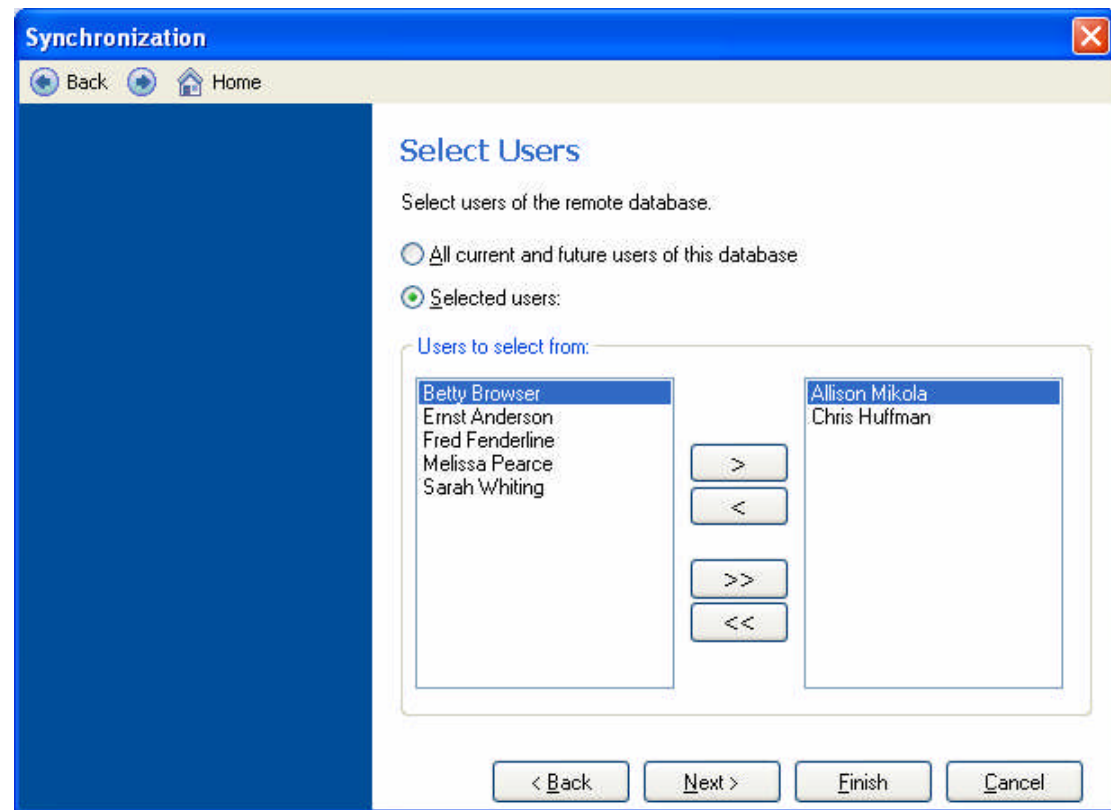 Synchronization
Back Home
Select Users
Select users of the remote database.
All current and future users of this database
Selected users:
Users to select from:
Betty Browser
Ernst Anderson
Fred Fenderline
Melissa Pearce
Sarah Whiting
>
<
>>
<<
Allison Mikola
Chris Huffman
< Back Next > Finish Cancel